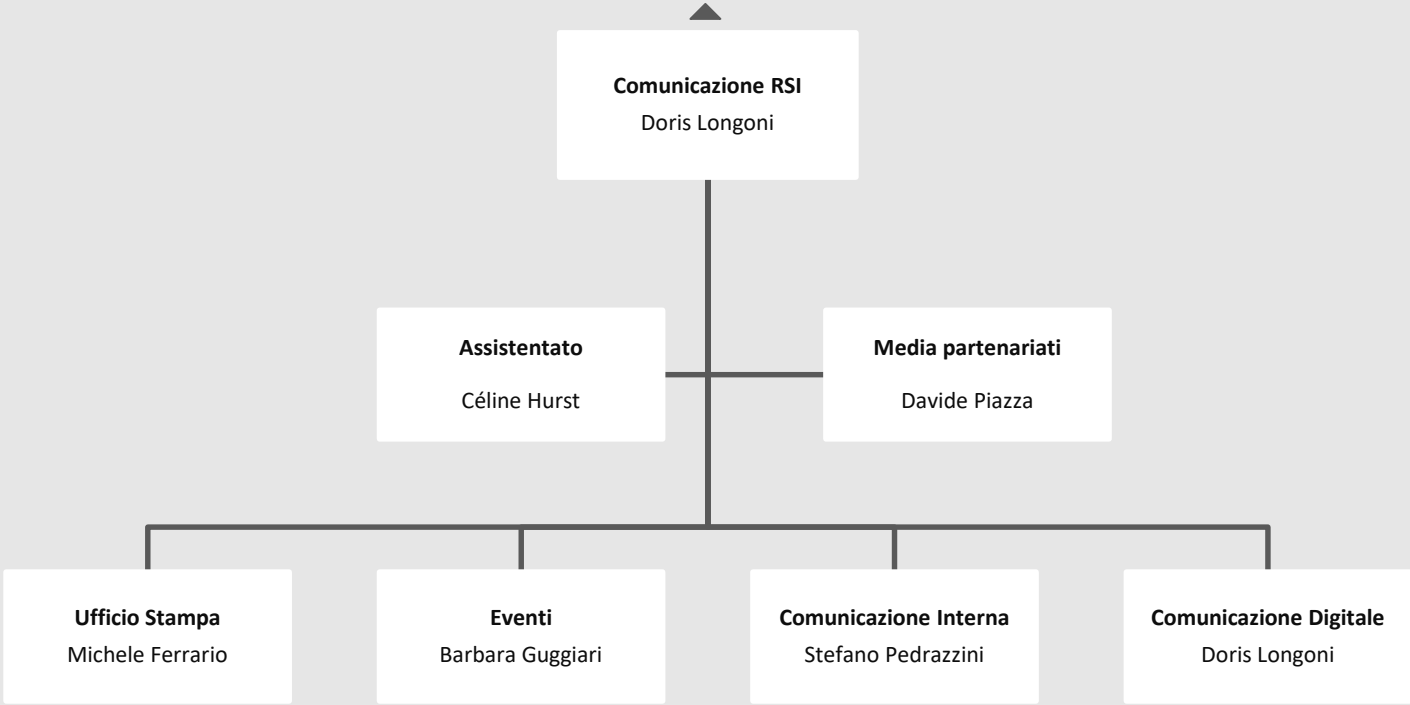 Comunicazione RSI
Doris Longoni
Assistentato
Céline Hurst
Media partenariati
Davide Piazza
Ufficio Stampa
Michele Ferrario
Eventi
Barbara Guggiari
Comunicazione Interna
Stefano Pedrazzini
Comunicazione Digitale
Doris Longoni